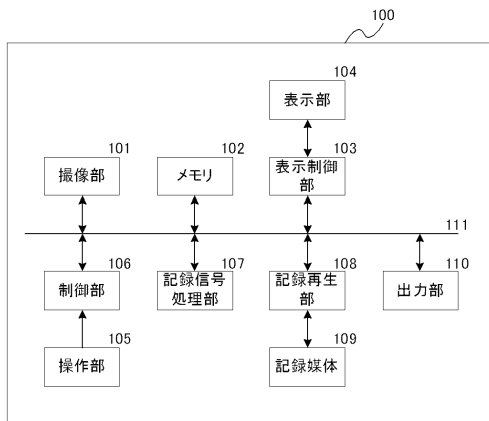 100
104
表示部
101
撮像部
102
メモリ
103
表示制御
部
111
106
制御部
107
記録信号
処理部
108
記録再生
部
110
出力部
105
操作部
109
記録媒体